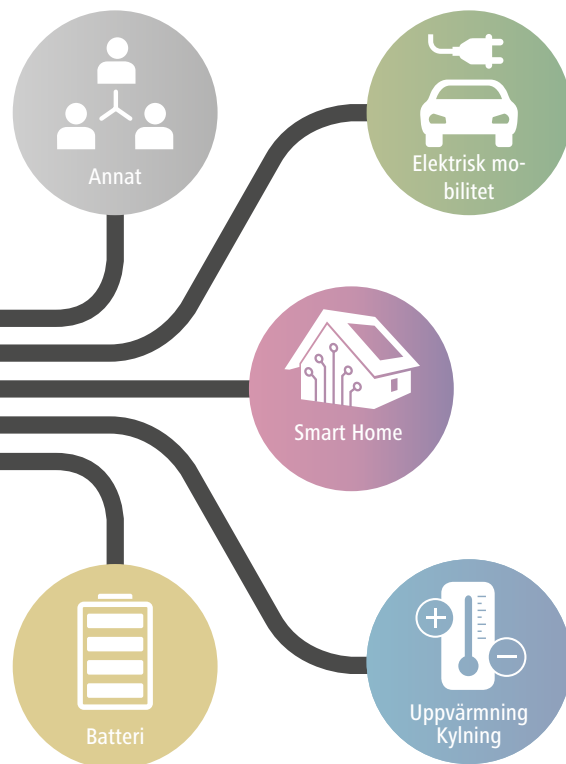 Annat
Elektrisk mo-
bilitet
Smart Home
Batteri
Uppvärmning
Kylning